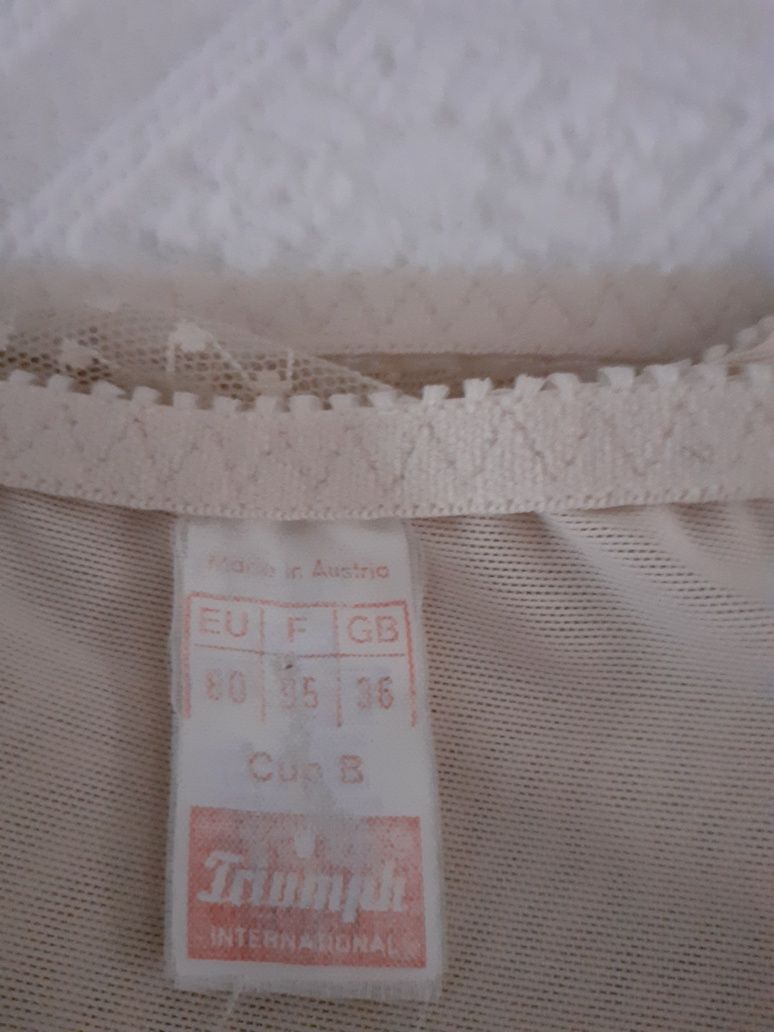 Made in Austria
EU F GB
80 95 36
Cup B
Triumph
INTERNATIONAL